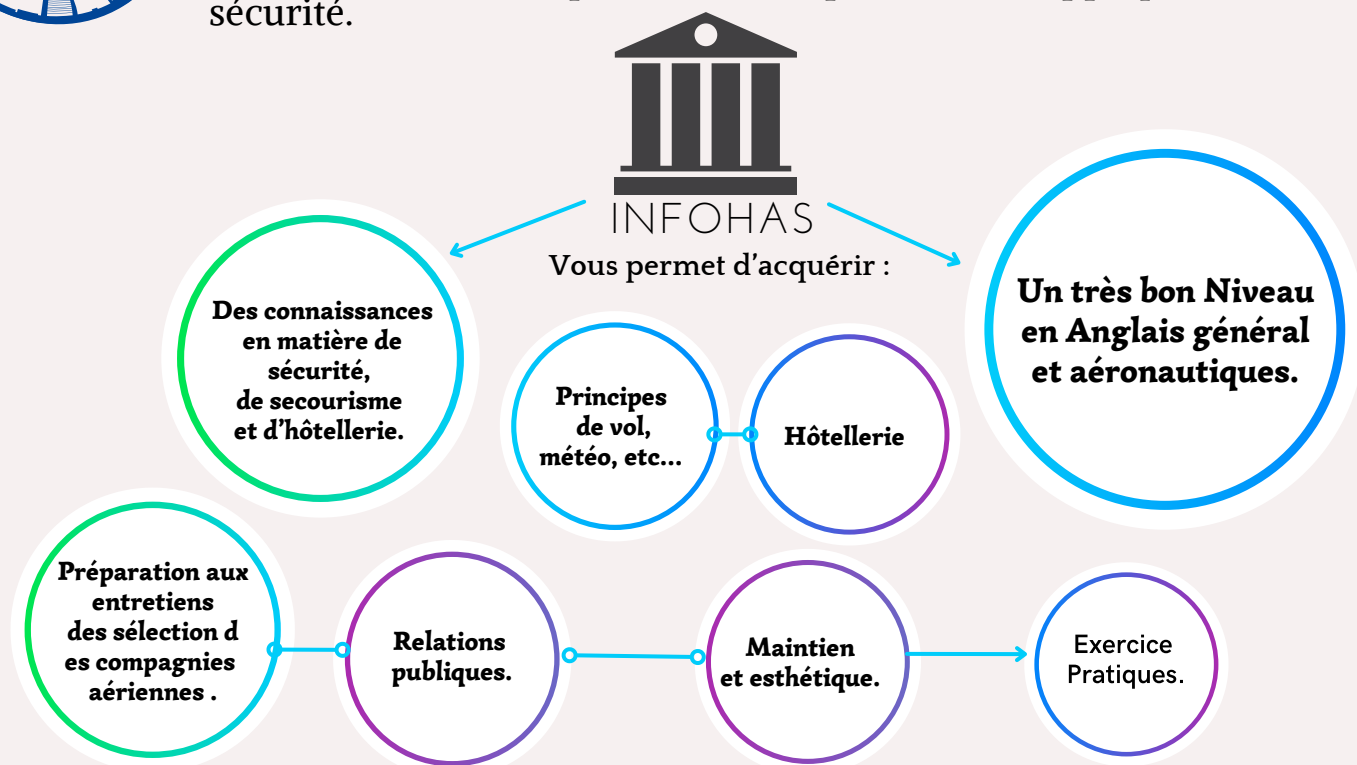 sécurité.
INFOHAS
Vous permet d'acquérir :
Des connaissances
en matière de
sécurité,
de secourisme
et d'hôtellerie.
Un très bon Niveau
en Anglais général
et aéronautiques.
Principes
de vol,
météo, etc...
Hôtellerie
Préparation aux
entretiens
des sélection d
es compagnies
aériennes .
Relations
publiques.
Maintien
et esthétique.
Exercice
Pratiques.